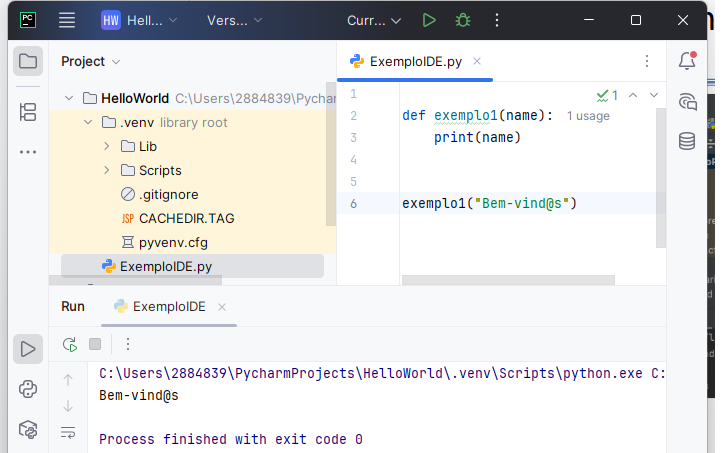 PC HW Hell... Vers... Curr...
Project
HelloWorld C:\Users\2884839\Pycharm
.venv library root
Lib
Scripts
.gitignore
JSP CACHEDIR.TAG
pyvenv.cfg
ExemploIDE.py
ExemploIDE.py
1
1
2 def exemplo1(name): 1 usage
3 print(name)
4
5
6 exemplo1("Bem-vind@s")
Run ExemploIDE
C:\Users\2884839\PycharmProjects\HelloWorld\.venv\Scripts\python.exe C:
Bem-vind@s
Process finished with exit code 0